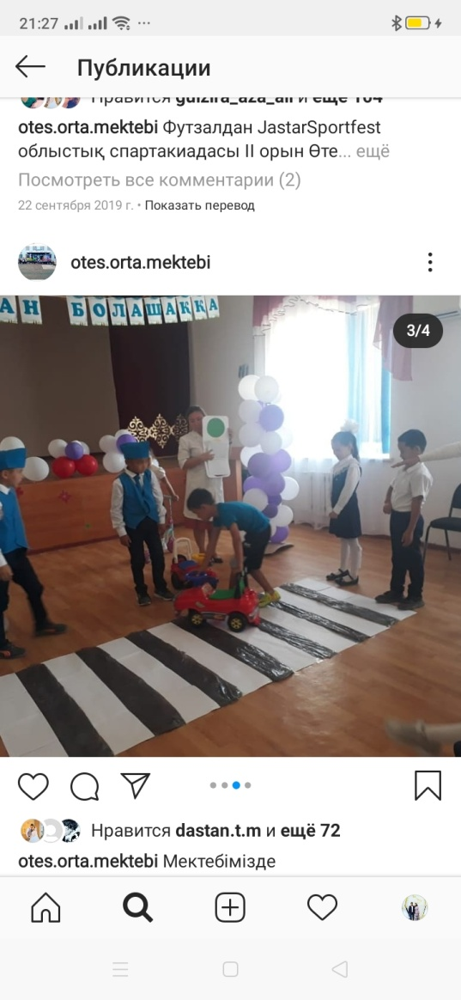 21:27
Публикации
Нравится gulzira_aza_ali и ещё 104
otes.orta.mektebi Футзалдан JastarSportfest
облыстық спартакиадасы II орын Өте... ещё
Посмотреть все комментарии (2)
22 сентября 2019 г. • Показать перевод
otes.orta.mektebi
АН БОЛАШАККА
3/4
Нравится dastan.t.m и ещё 72
otes.orta.mektebi Мектебімізде